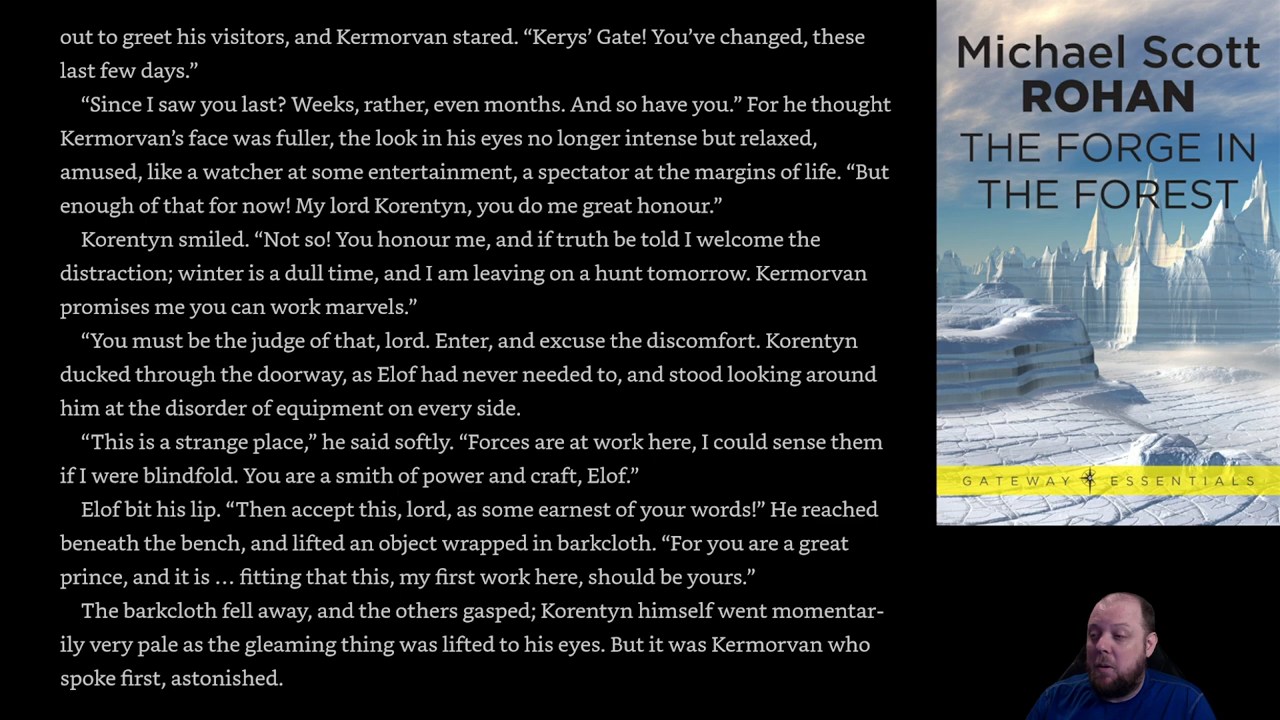 out to greet his visitors, and Kermorvan stared. “Kerys’ Gate! You’ve changed, these
last few days.”
“Since I saw you last? Weeks, rather, even months. And so have you.” For he thought
Kermorvan’s face was fuller, the look in his eyes no longer intense but relaxed,
amused, like a watcher at some entertainment, a spectator at the margins of life. “But
enough of that for now! My lord Korentyn, you do me great honour.”
Korentyn smiled. “Not so! You honour me, and if truth be told I welcome the
distraction; winter is a dull time, and I am leaving on a hunt tomorrow. Kermorvan
promises me you can work marvels.”
“You must be the judge of that, lord. Enter, and excuse the discomfort. Korentyn
ducked through the doorway, as Elof had never needed to, and stood looking around
him at the disorder of equipment on every side.
“This is a strange place,” he said softly. “Forces are at work here, I could sense them
if I were blindfold. You are a smith of power and craft, Elof.”
Elof bit his lip. “Then accept this, lord, as some earnest of your words!” He reached
beneath the bench, and lifted an object wrapped in barkcloth. “For you are a great
prince, and it is … fitting that this, my first work here, should be yours.”
The barkcloth fell away, and the others gasped; Korentyn himself went momentar-
ily very pale as the gleaming thing was lifted to his eyes. But it was Kermorvan who
spoke first, astonished.
Michael Scott
ROHAN
THE FORGE IN
THE FOREST
GATEWAY ESSENTIALS